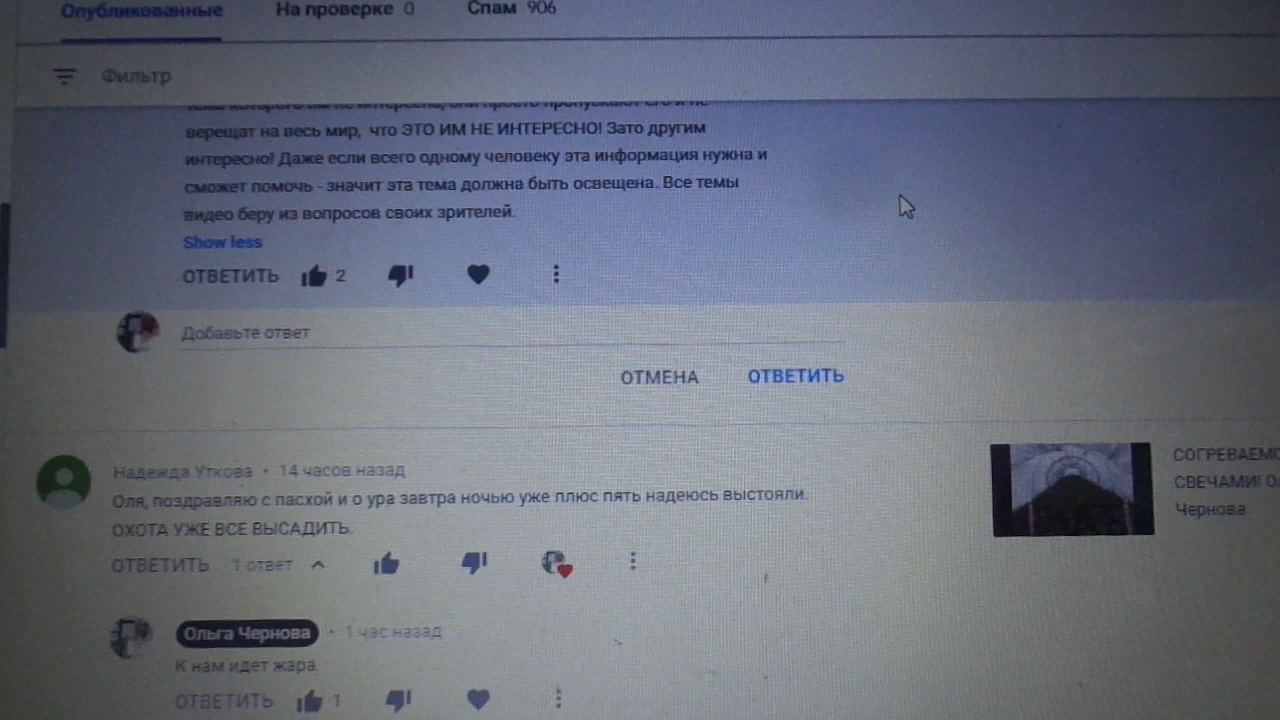 Опубликованные На проверке 0 Спам 906
Фильтр
верещат на весь мир, что ЭТО ИМ НЕ ИНТЕРЕСНО! Зато другим
интересно! Даже если всего одному человеку эта информация нужна и
сможет помочь - значит эта тема должна быть освещена. Все темы
видео беру из вопросов своих зрителей.
Show less
ОТВЕТИТЬ 2
Добавьте ответ
ОТМЕНА ОТВЕТИТЬ
Надежда Уткова • 14 часов назад
Оля, поздравляю с пасхой и о ура завтра ночью уже плюс пять надеюсь выстояли.
ОХОТА УЖЕ ВСЕ ВЫСАДИТЬ.
ОТВЕТИТЬ 1 ответ
СОГРЕВАЕМО
СВЕЧАМИ! О
Чернова
Ольга Чернова • 1 час назад
К нам идет жара.
ОТВЕТИТЬ 1